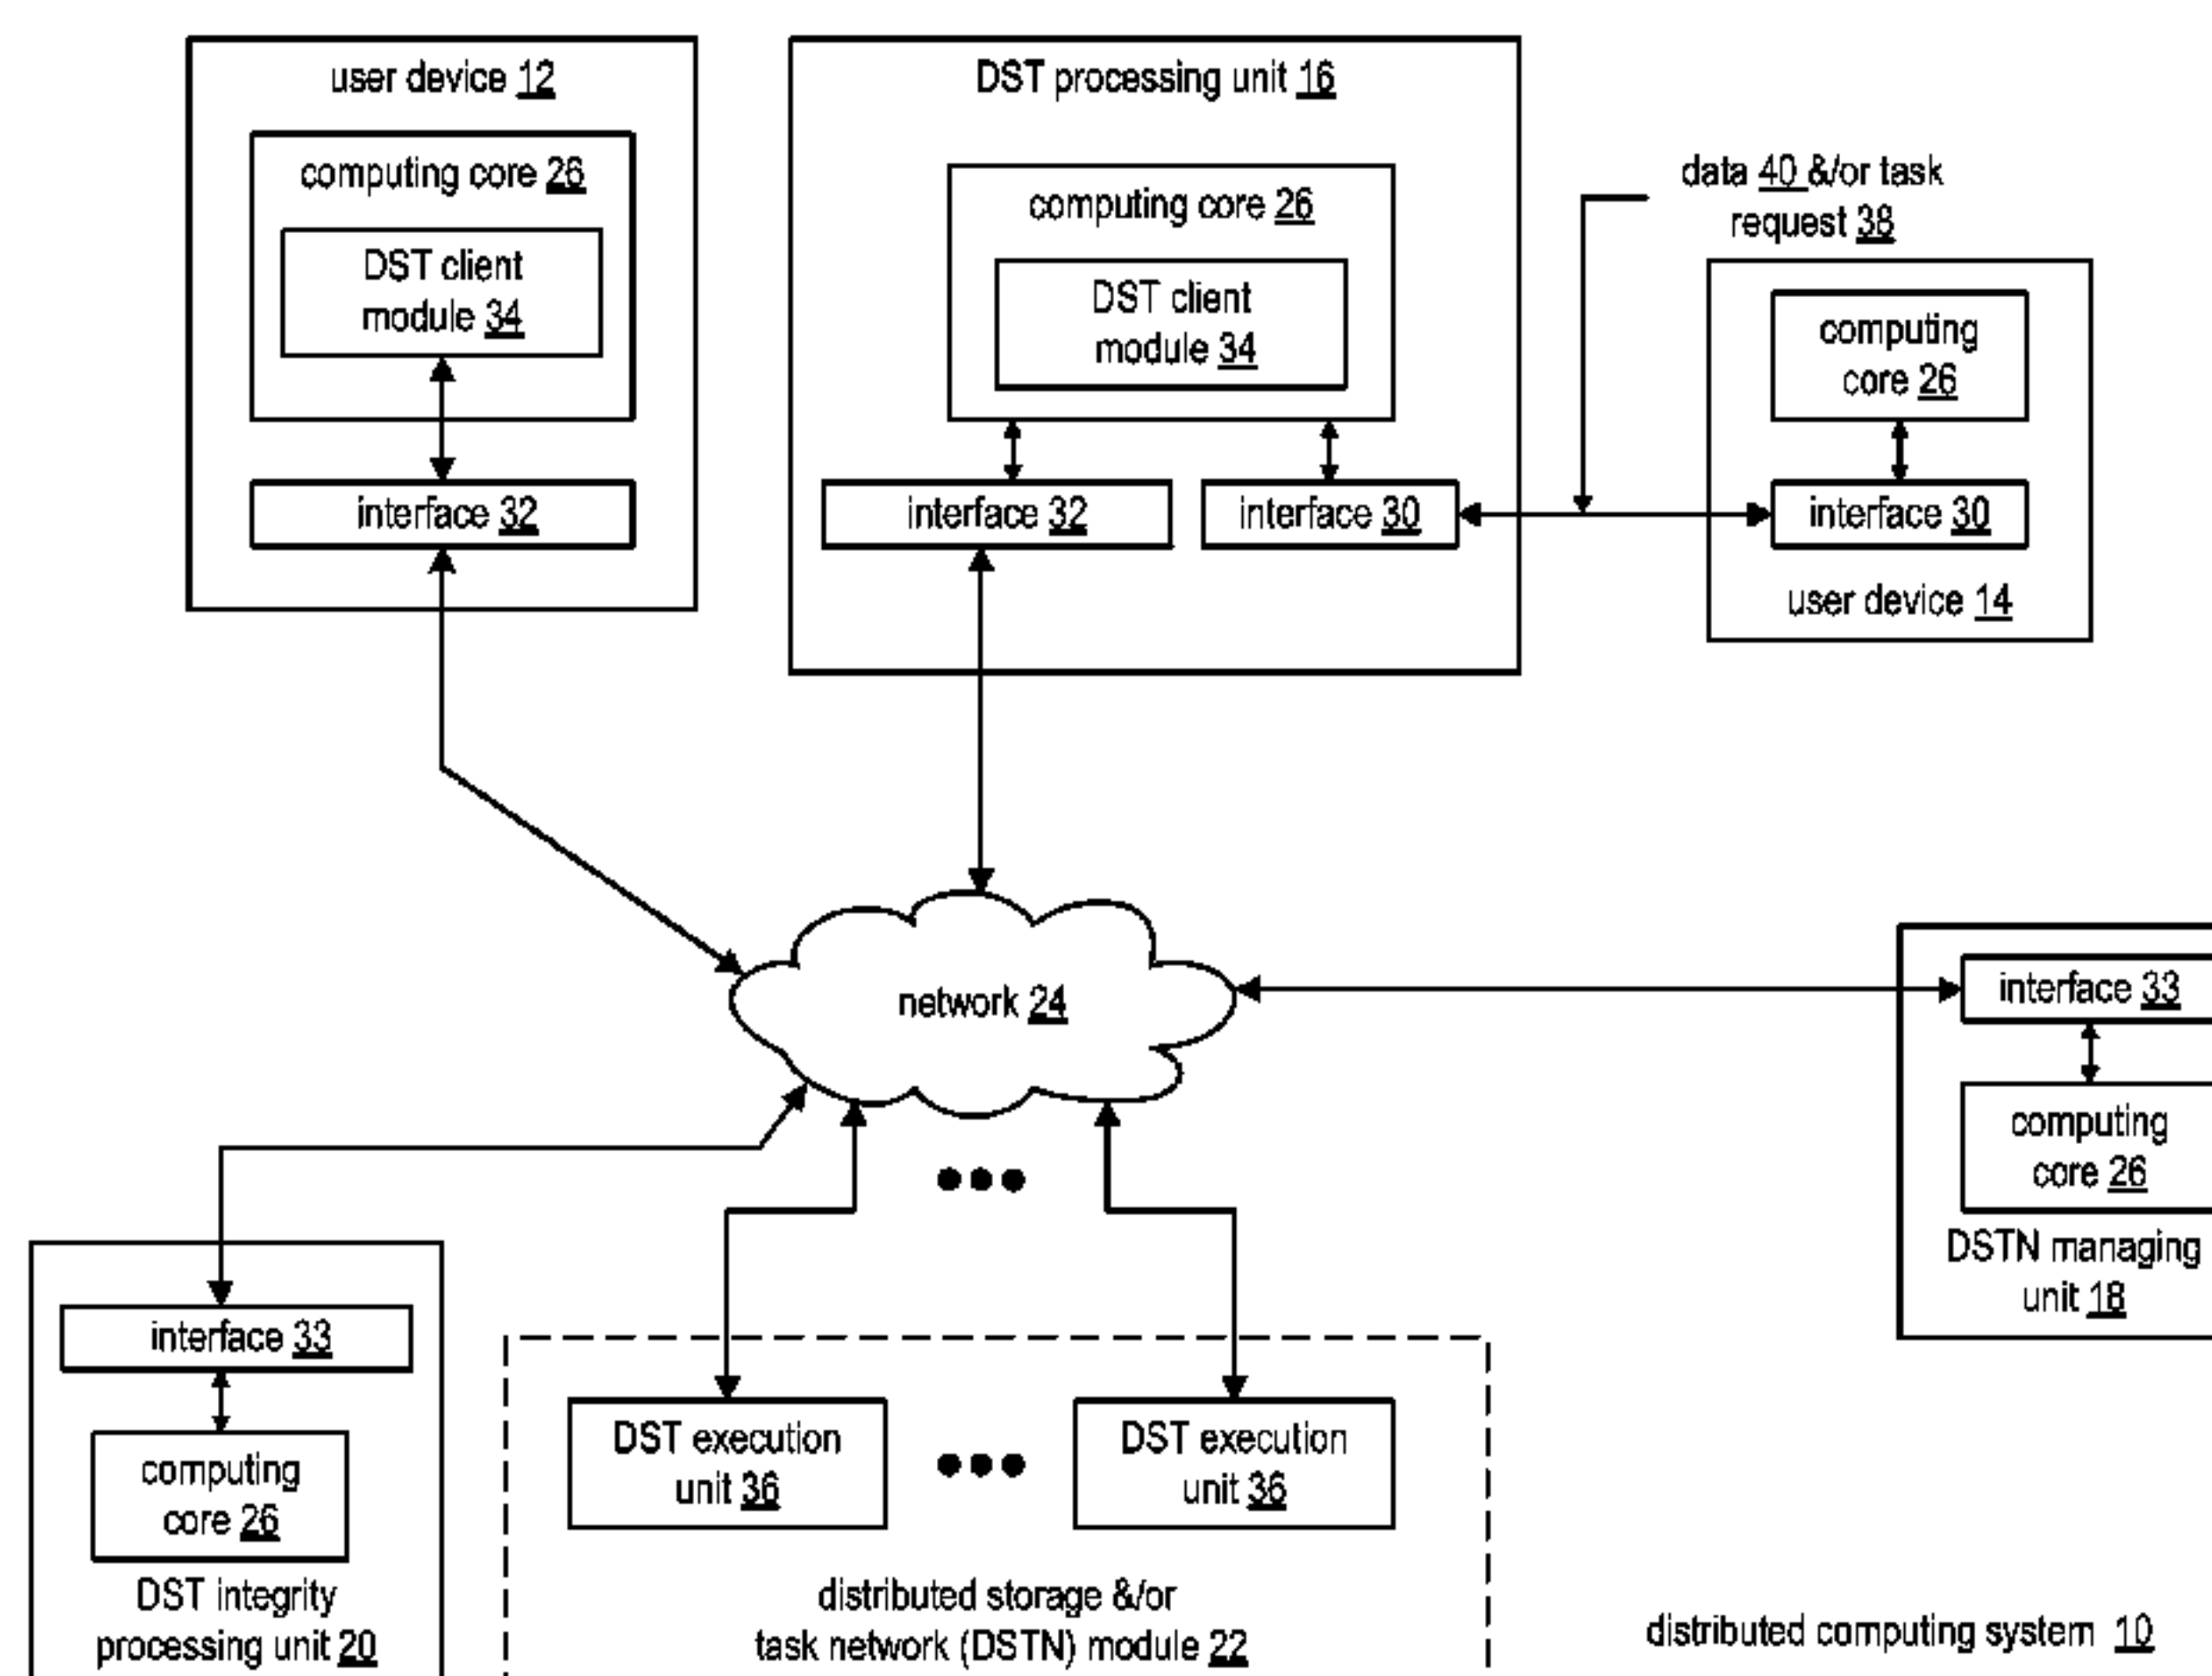 user device 12
computing core 26
DST client
module 34
interface 32
DST processing unit 16
computing core 26
DST client
module 34
interface 32
interface 30
data 40 &/or task
request 38
computing
core 26
interface 30
user device 14
network 24
interface 33
computing
core 26
DSTN managing
unit 18
interface 33
computing
core 26
DST integrity
processing unit 20
DST execution
unit 36
DST execution
unit 36
distributed storage &/or
task network (DSTN) module 22
distributed computing system 10